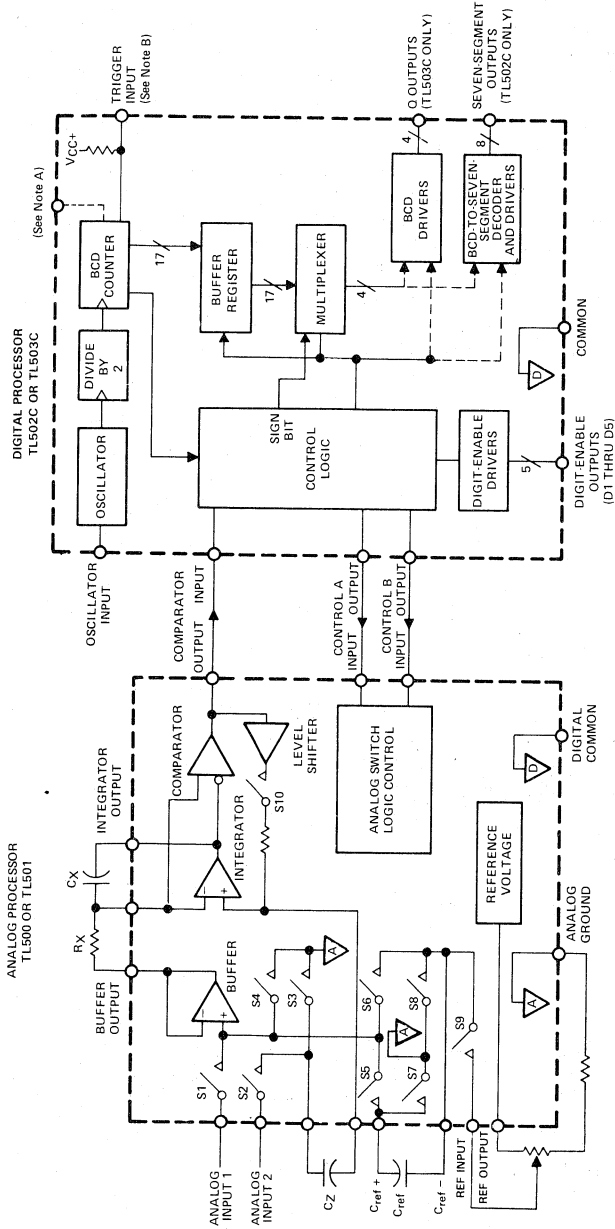 ANALOG PROCESSOR
TL500 OR TL501
DIGITAL PROCESSOR
TL502C OR TL503C
BUFFER
OUTPUT
RX
CX
INTEGRATOR
OUTPUT
ANALOG
INPUT 1
ANALOG
INPUT 2
CZ
Cref +
Cref
Cref −
REF INPUT
REF OUTPUT
S1
S2
BUFFER
S4
S3
A
S5
S6
A
S7
S8
S9
INTEGRATOR
COMPARATOR
S10
LEVEL
SHIFTER
ANALOG SWITCH
LOGIC CONTROL
REFERENCE
VOLTAGE
A
ANALOG
GROUND
D
DIGITAL
COMMON
COMPARATOR
OUTPUT INPUT
CONTROL A
INPUT OUTPUT
CONTROL B
INPUT OUTPUT
OSCILLATOR
INPUT
OSCILLATOR
DIVIDE
BY
2
BCD
COUNTER
(See Note A)
VCC+
TRIGGER
INPUT
(See Note B)
17
BUFFER
REGISTER
17
MULTIPLEXER
4
SIGN
BIT
CONTROL
LOGIC
BCD
DRIVERS
4
Q OUTPUTS
(TL503C ONLY)
BCD-TO-SEVEN-
SEGMENT
DECODER
AND DRIVERS
8
SEVEN-SEGMENT
OUTPUTS
(TL502C ONLY)
DIGIT-ENABLE
DRIVERS
5
DIGIT-ENABLE
OUTPUTS
(D1 THRU D5)
D
COMMON